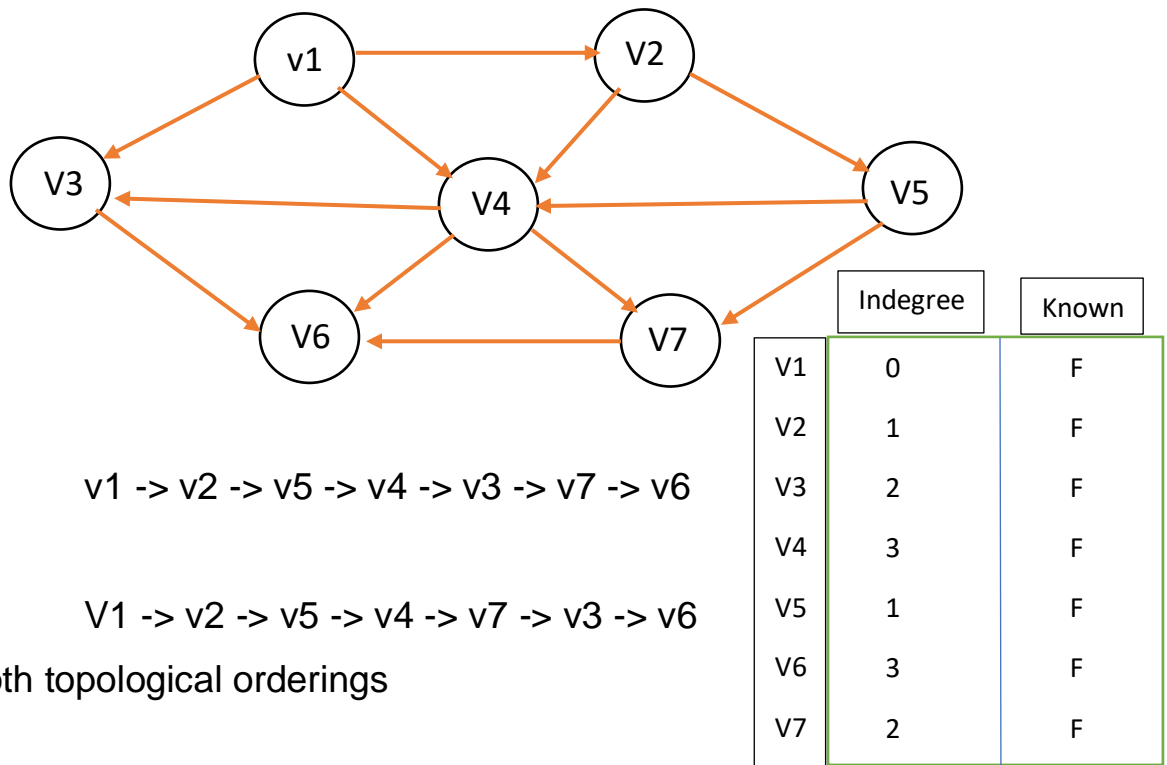 v1
V2
V3
V4
V5
V6
V7
Indegree Known
V1 0 F
V2 1 F
V3 2 F
V4 3 F
V5 1 F
V6 3 F
V7 2 F
v1 -> v2 -> v5 -> v4 -> v3 -> v7 -> v6
V1 -> v2 -> v5 -> v4 -> v7 -> v3 -> v6
topological orderings